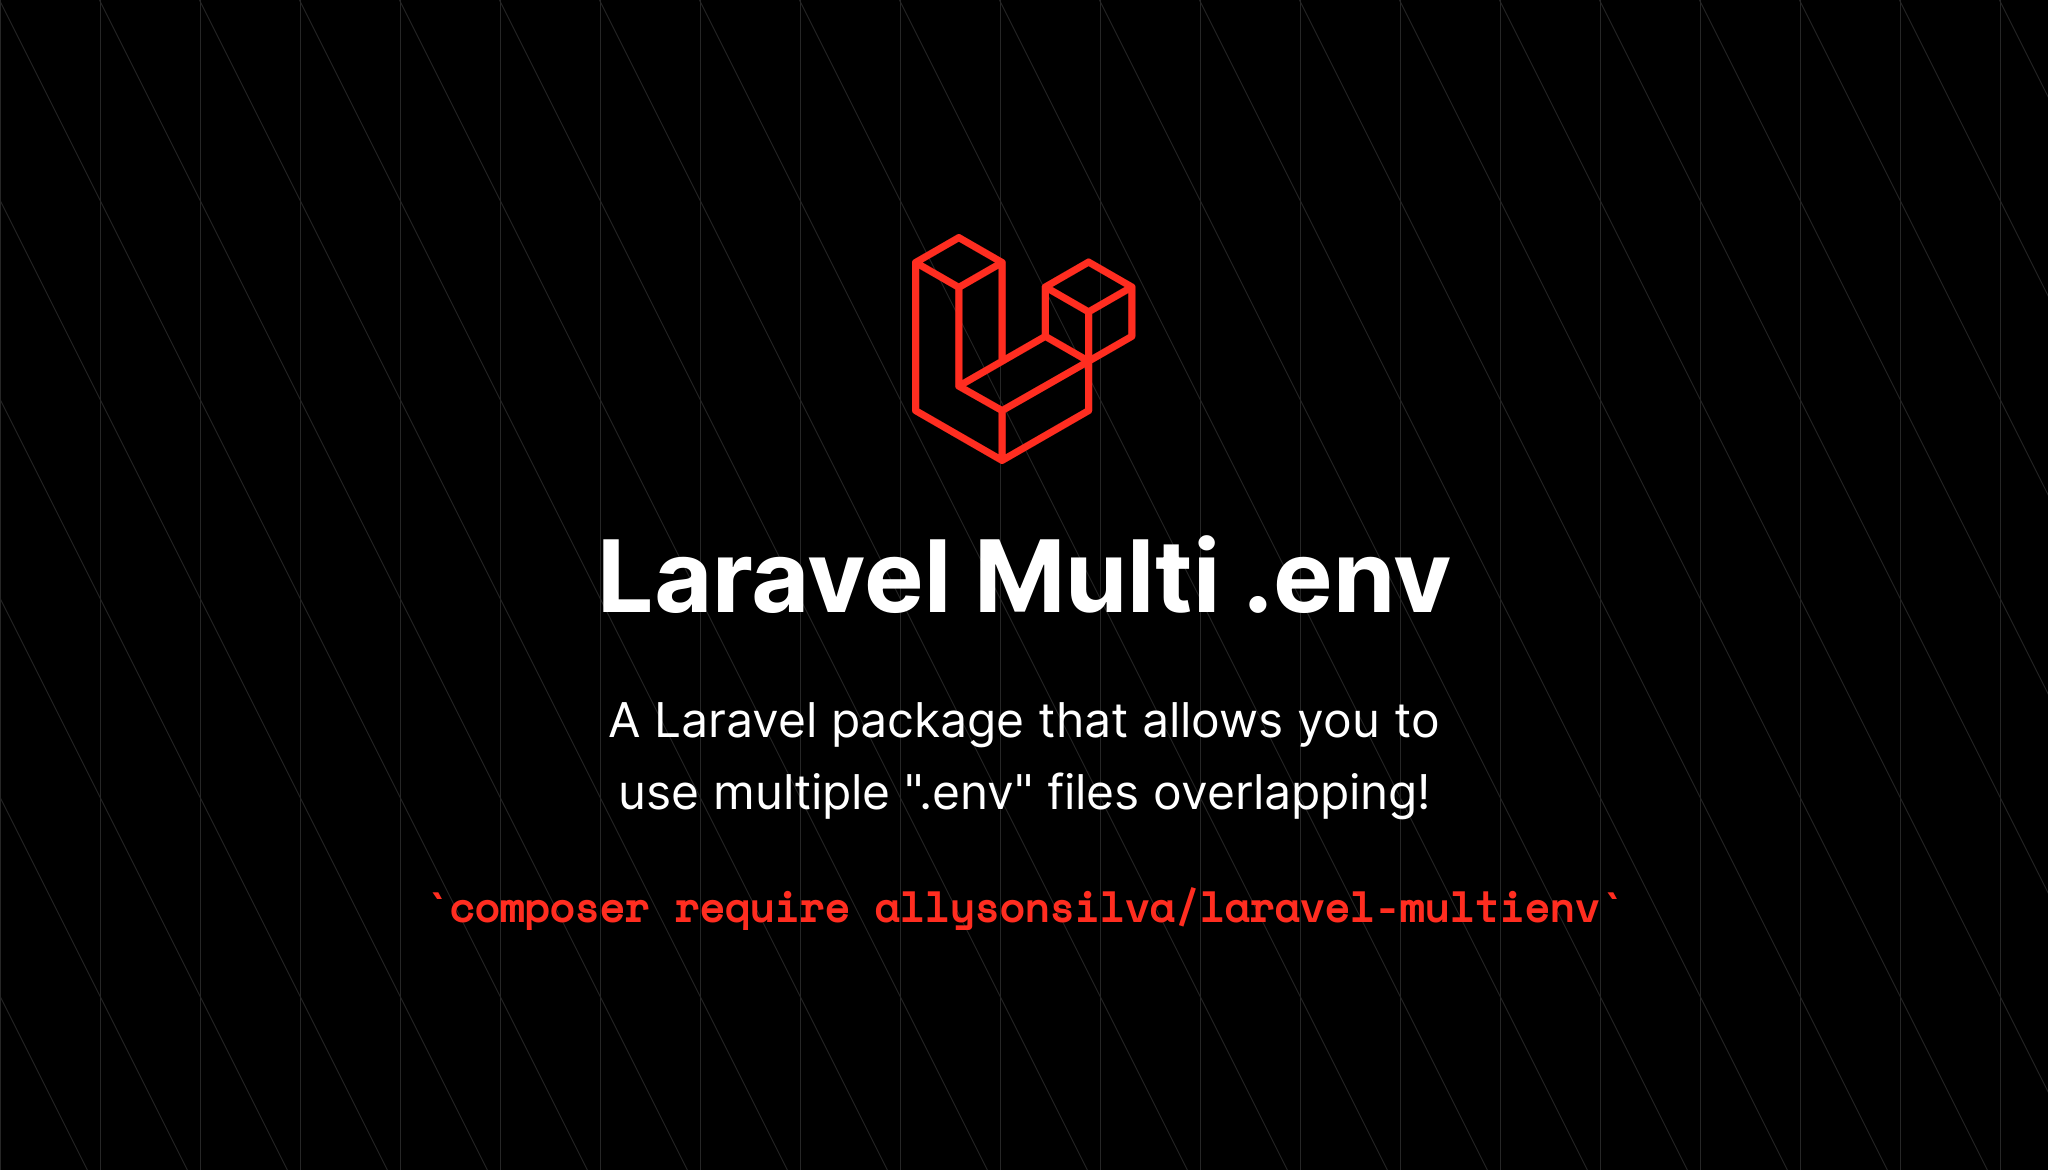 Laravel Multi .env
A Laravel package that allows you to
use multiple ".env" files overlapping!
`composer require allysonsilva/laravel-multienv`